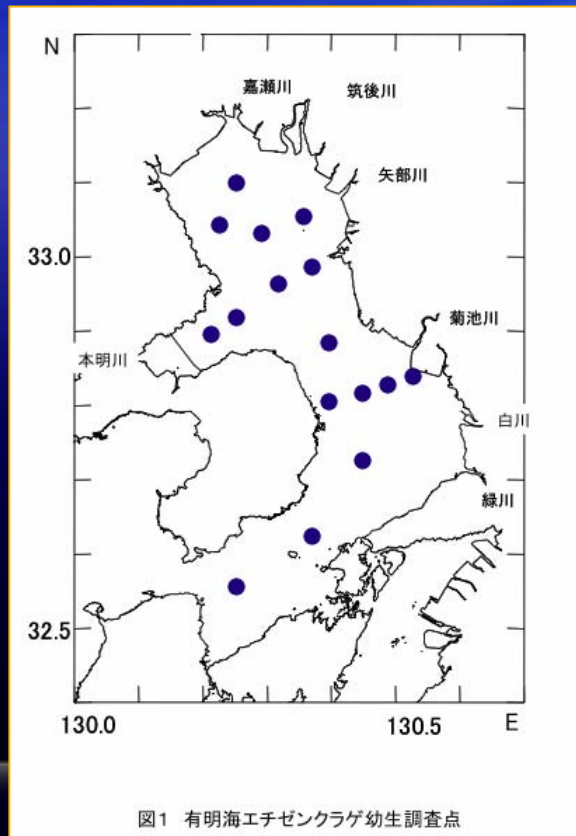 N
嘉瀬川
筑後川
矢部川
33.0
菊池川
本明川
白川
緑川
32.5
130.0
130.5
E
図1 有明海エチゼンクラゲ幼生調査点